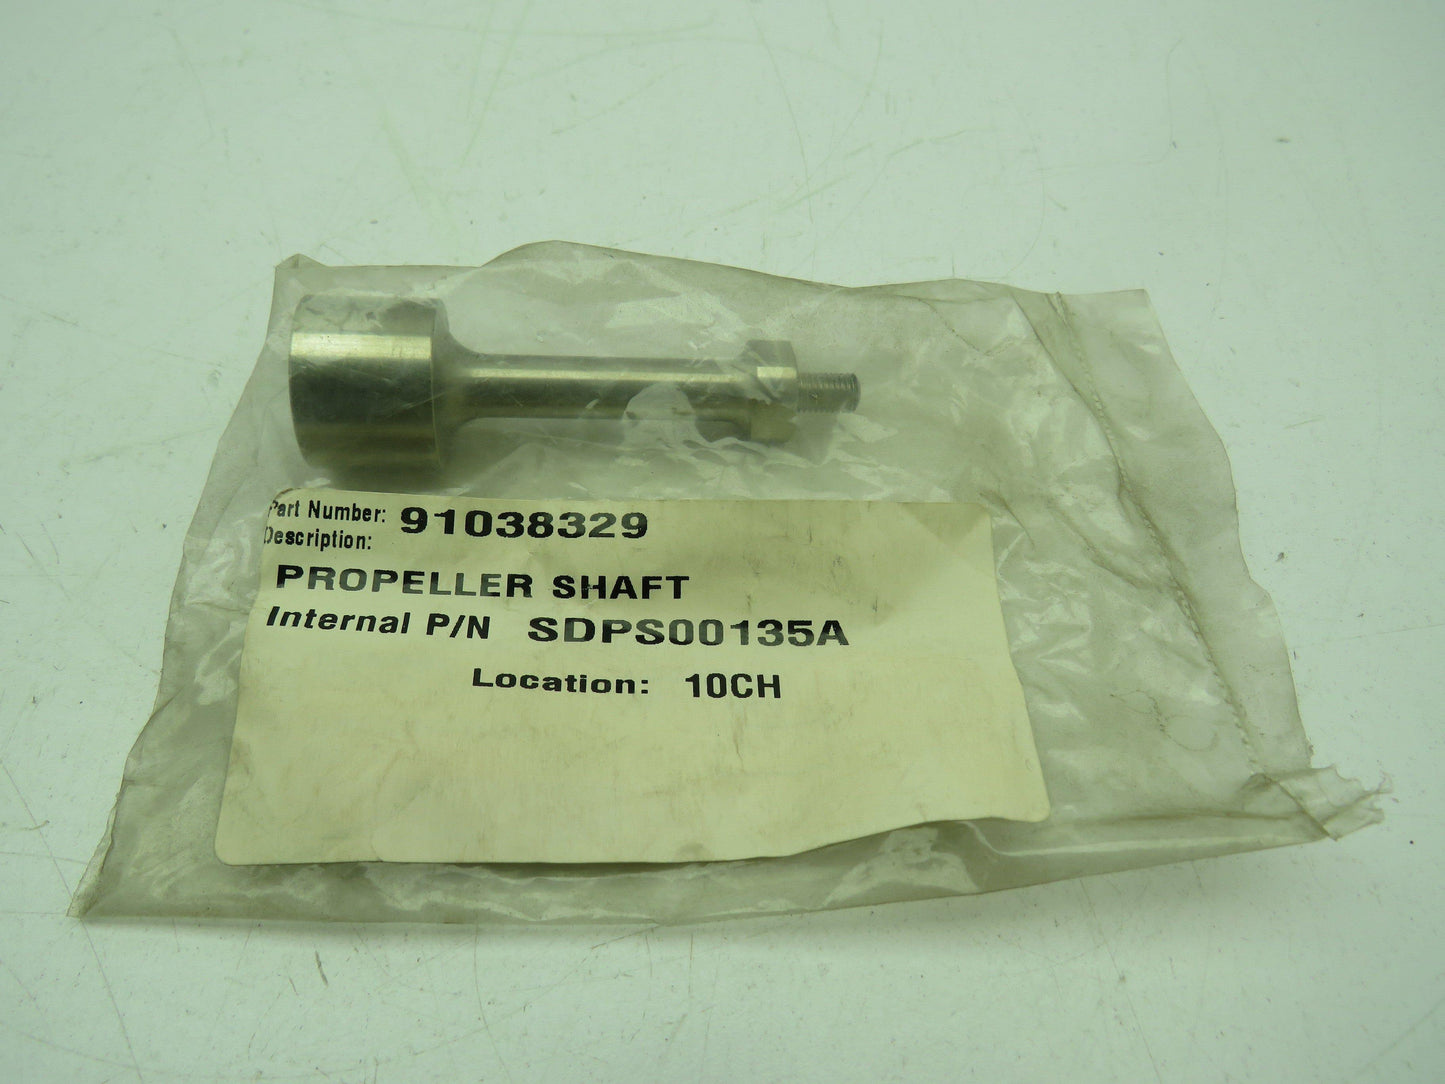 Part Number: 91038329
Description:
PROPELLER SHAFT
Internal P/N SDPS00135A
Location: 10CH